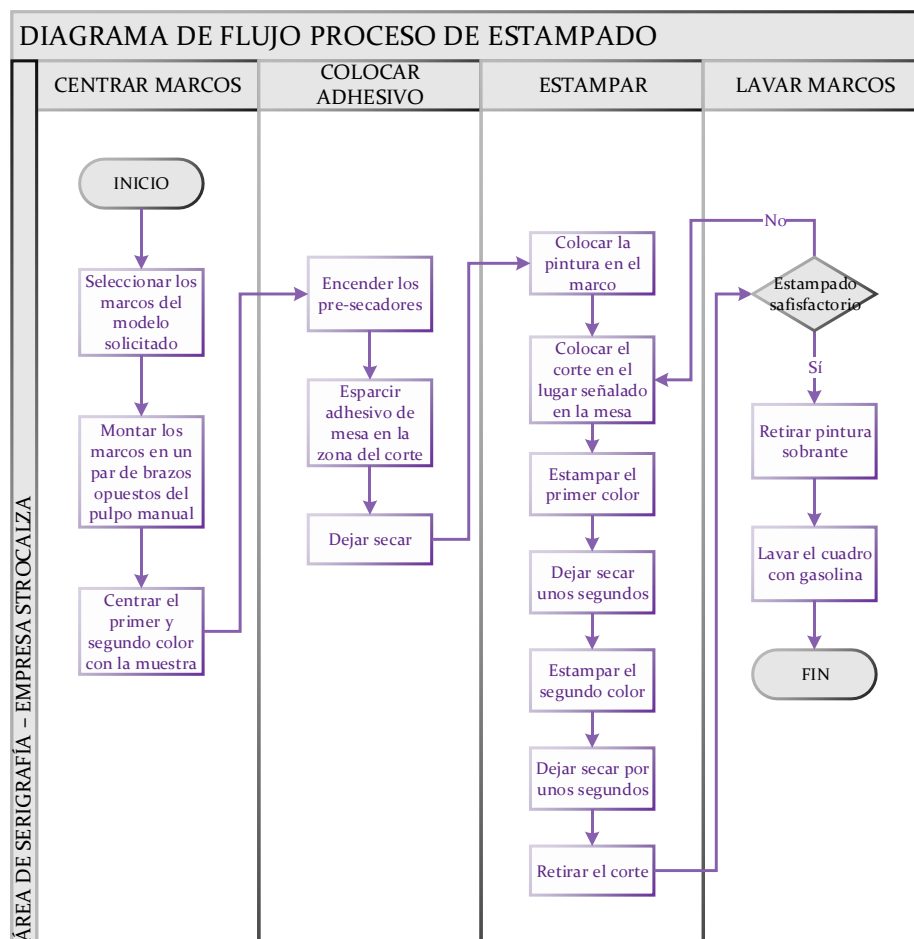 DIAGRAMA DE FLUJO PROCESO DE ESTAMPADO
ÁREA DE SERIGRAFÍA – EMPRESA STROCALZA
CENTRAR MARCOS
INICIO
Seleccionar los
marcos del
modelo
solicitado
Montar los
marcos en un
par de brazos
opuestos del
pulpo manual
Centrar el
primer y
segundo color
con la muestra
COLOCAR
ADHESIVO
Encender los
pre-secadores
Esparcir
adhesivo de
mesa en la
zona del corte
Dejar secar
ESTAMPAR
Colocar la
pintura en el
marco
Colocar el
corte en el
lugar señalado
en la mesa
Estampar el
primer color
Dejar secar
unos segundos
Estampar el
segundo color
Dejar secar por
unos segundos
Retirar el corte
LAVAR MARCOS
No
Estampado
safisfactorio
Sí
Retirar pintura
sobrante
Lavar el cuadro
con gasolina
FIN